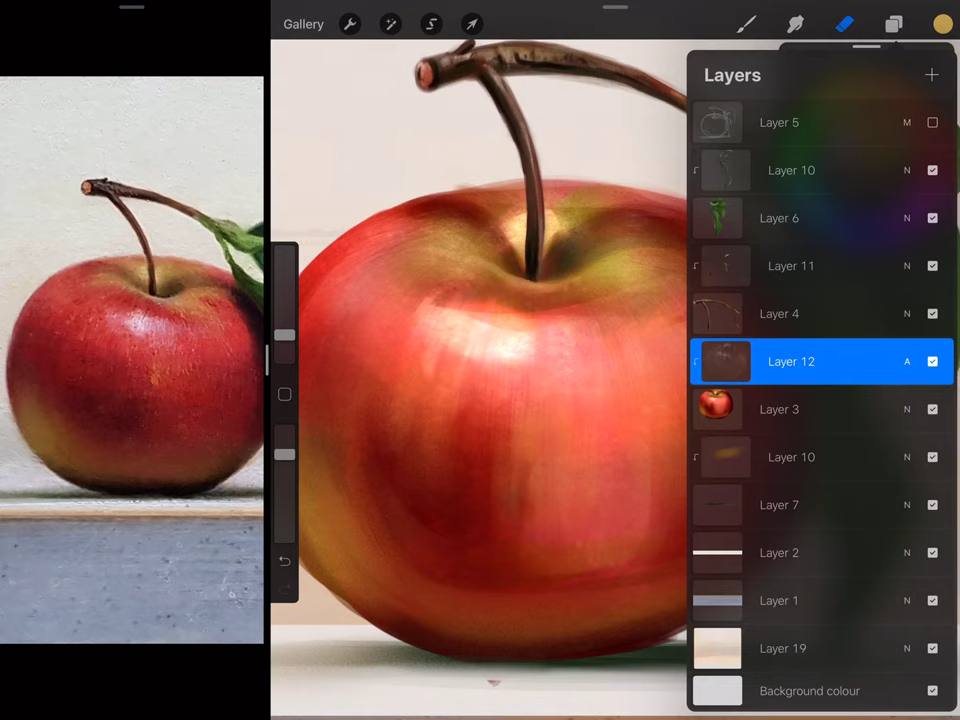 Gallery
Layers
Layer 5 M
Layer 10 N
Layer 6 N
Layer 11 N
Layer 4 N
Layer 12 A
Layer 3 N
Layer 10 N
Layer 7 N
Layer 2 N
Layer 1 N
Layer 19 N
Background colour